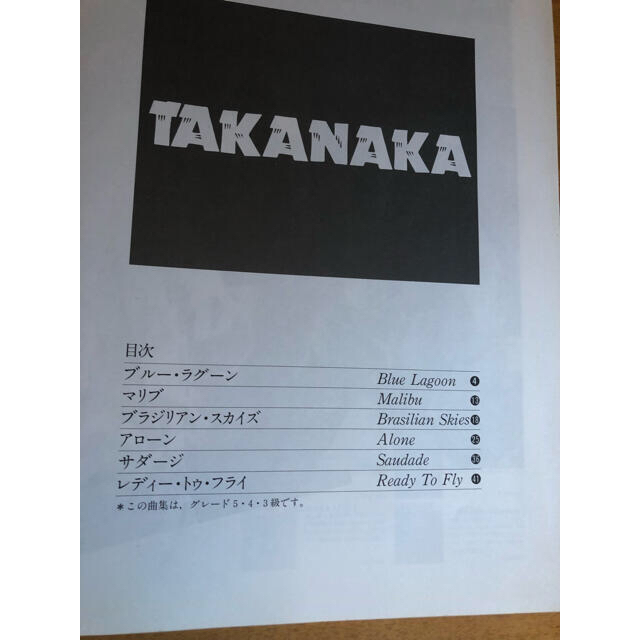 TAKANAKA
目次
ブルー・ラグーン Blue Lagoon 4
マリブ Malibu 13
ブラジリアン・スカイズ Brasilian Skies
アローン Alone 25
サダージ Saudade 36
レディー・トゥ・フライ Ready To Fly 41
＊この曲集は，グレード5・4・3級です。